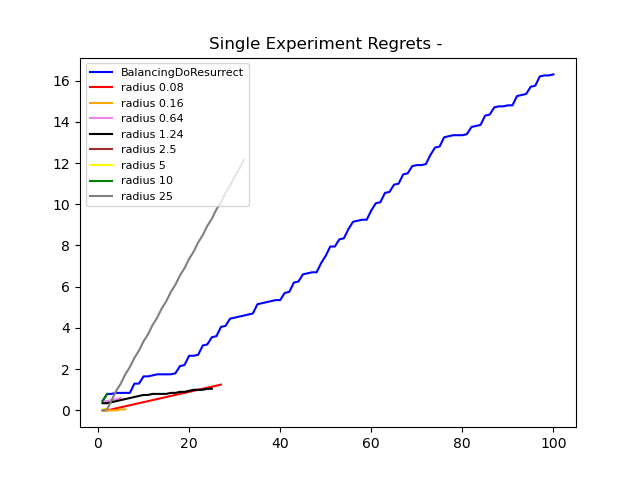 Single Experiment Regrets -
BalancingDoResurrect
radius 0.08
radius 0.16
radius 0.64
radius 1.24
radius 2.5
radius 5
radius 10
radius 25
16
14
12
10
8
6
4
2
0
0 20 40 60 80 100